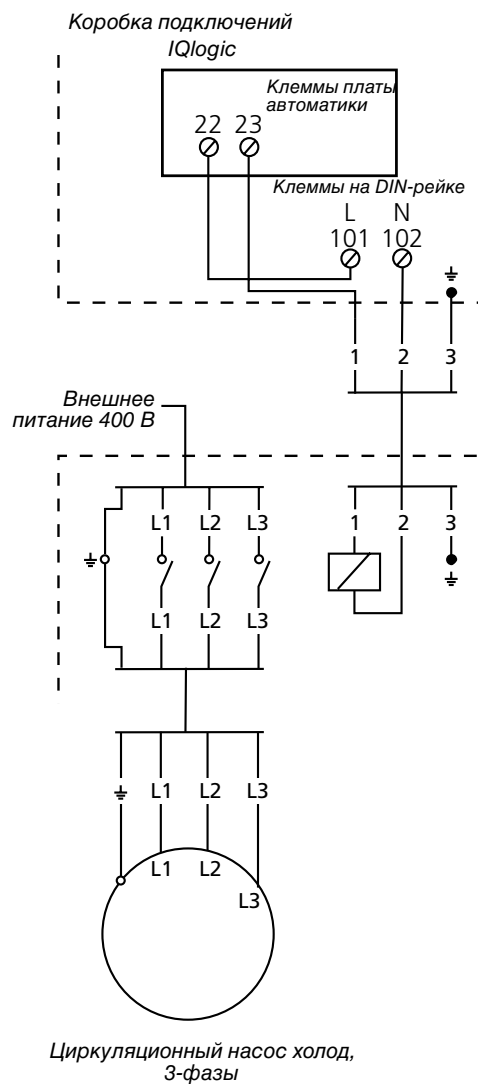 Коробка подключений
IQlogic
Клеммы платы
автоматики
22 23
Клеммы на DIN-рейке
L N
101 102
1 2 3
Внешнее
питание 400 В
L1 L2 L3 1 2 3
L1 L2 L3
L1 L2 L3
L1 L2
L3
Циркуляционный насос холод,
3-фазы